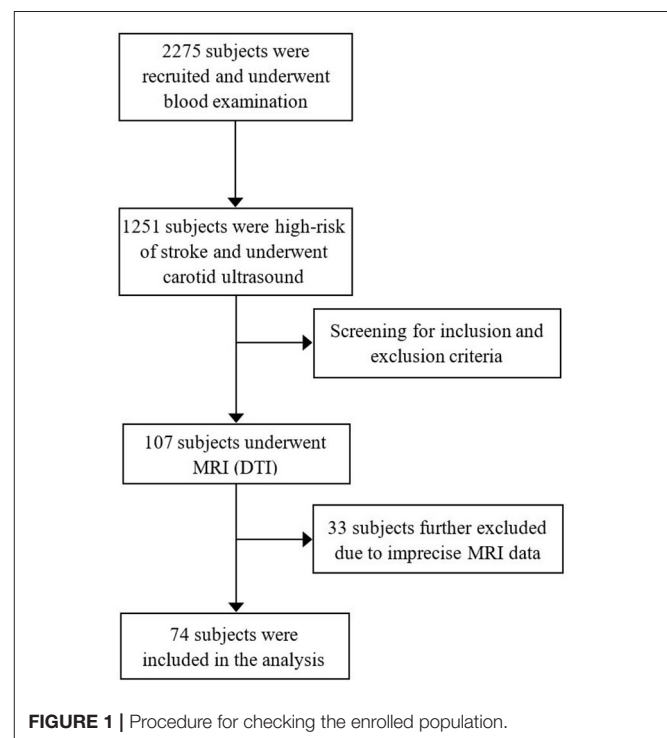 2275 subjects were
recruited and underwent
blood examination
1251 subjects were high-risk
of stroke and underwent
carotid ultrasound
Screening for inclusion and
exclusion criteria
107 subjects underwent
MRI (DTI)
33 subjects further excluded
due to imprecise MRI data
74 subjects were
included in the analysis
FIGURE 1 | Procedure for checking the enrolled population.